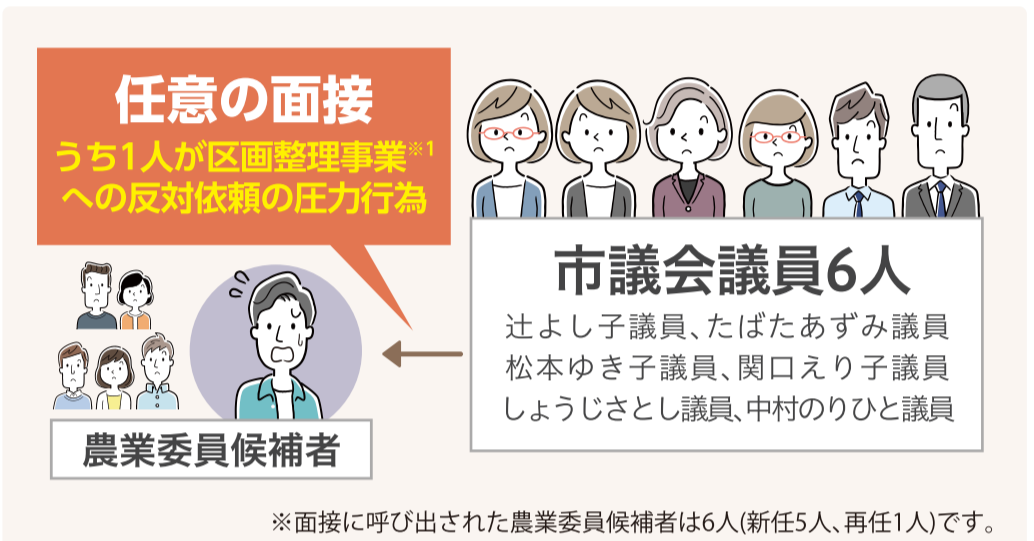 任意の面接
うち1人が区画整理事業※1
への反対依頼の圧力行為
市議会議員6人
辻よし子議員、たばたあずみ議員
松本ゆき子議員、関口えり子議員
しょうじさとし議員、中村のりひと議員
農業委員候補者
※面接に呼び出された農業委員候補者は6人(新任5人、再任1人)です。